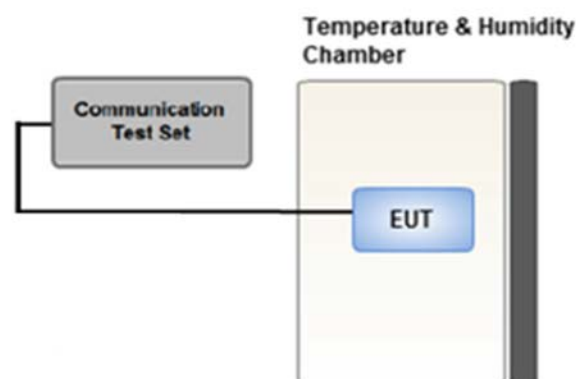 Temperature & Humidity
Chamber
Communication
Test Set
EUT